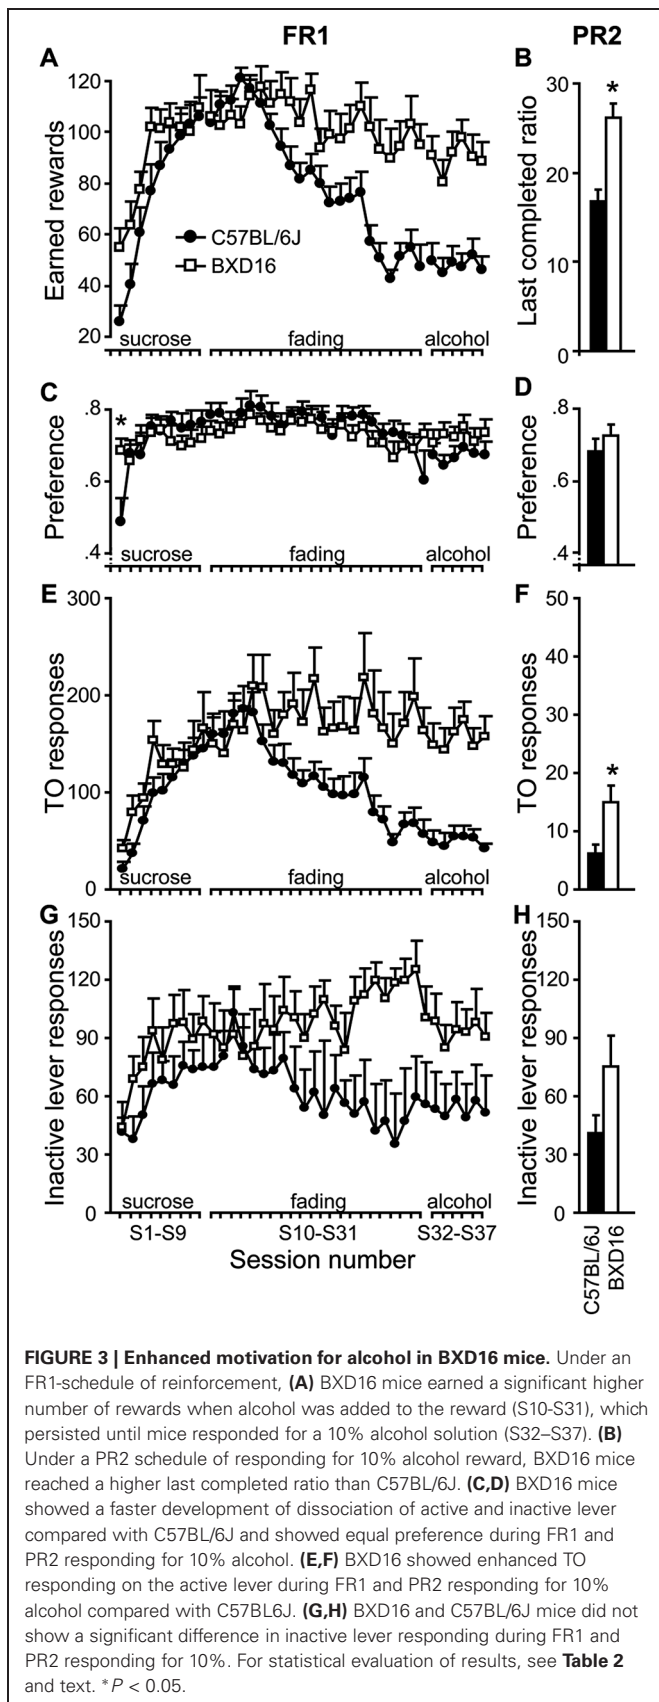 FR1
PR2
A
B
Earned rewards
120
100
80
60
40
20
C57BL/6J
BXD16
sucrose
fading
alcohol
Last completed ratio
30
20
10
0
*
C
D
Preference
.8
.6
.4
*
sucrose
fading
alcohol
Preference
.8
.6
.4
E
F
TO responses
300
200
100
0
sucrose
fading
alcohol
TO responses
50
40
30
20
10
0
*
G
H
Inactive lever responses
150
120
90
60
30
0
sucrose
fading
alcohol
S1-S9
S10-S31
S32-S37
Session number
Inactive lever responses
150
120
90
60
30
0
C57BL/6J
BXD16
FIGURE 3 | Enhanced motivation for alcohol in BXD16 mice. Under an
FR1-schedule of reinforcement, (A) BXD16 mice earned a significant higher
number of rewards when alcohol was added to the reward (S10-S31), which
persisted until mice responded for a 10% alcohol solution (S32–S37). (B)
Under a PR2 schedule of responding for 10% alcohol reward, BXD16 mice
reached a higher last completed ratio than C57BL/6J. (C,D) BXD16 mice
showed a faster development of dissociation of active and inactive lever
compared with C57BL/6J and showed equal preference during FR1 and
PR2 responding for 10% alcohol. (E,F) BXD16 showed enhanced TO
responding on the active lever during FR1 and PR2 responding for 10%
alcohol compared with C57BL6J. (G,H) BXD16 and C57BL/6J mice did not
show a significant difference in inactive lever responding during FR1 and
PR2 responding for 10%. For statistical evaluation of results, see Table 2
and text. *P < 0.05.